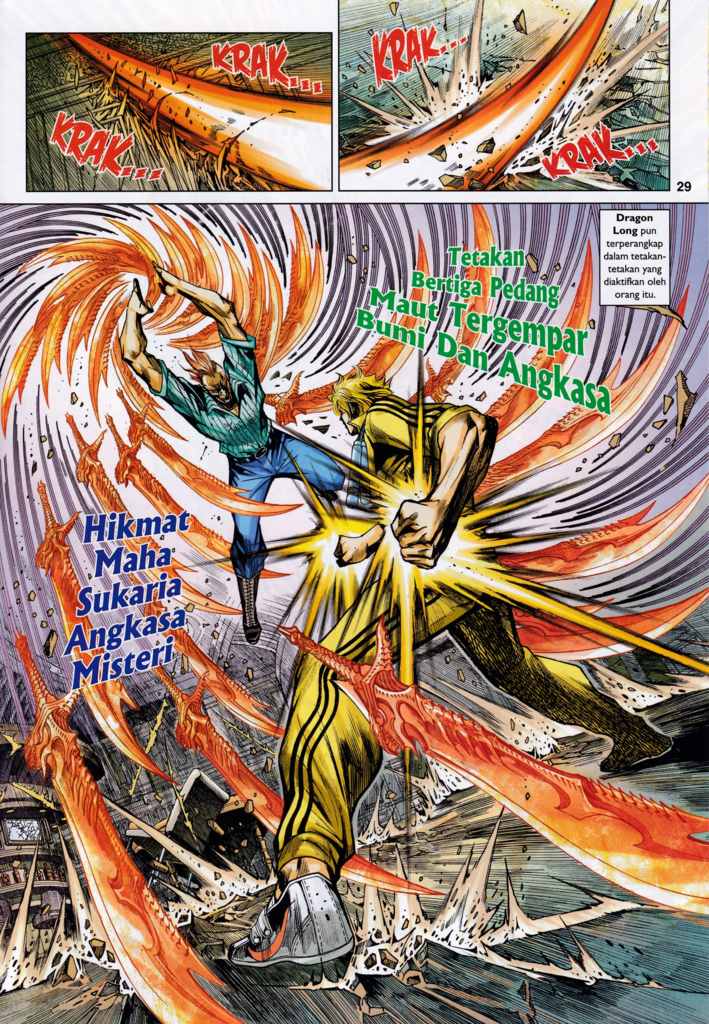 KRAK...
KRAK...
KRAK...
KRAK...
29
Dragon
Long pun
terperangkap
dalam tetakan-
tetakan yang
diaktifkan oleh
orang itu.
Tetakan
Bertiga Pedang
Maut Tergempar
Bumi Dan Angkasa
Hikmat
Maha
Sukaria
Angkasa
Misteri